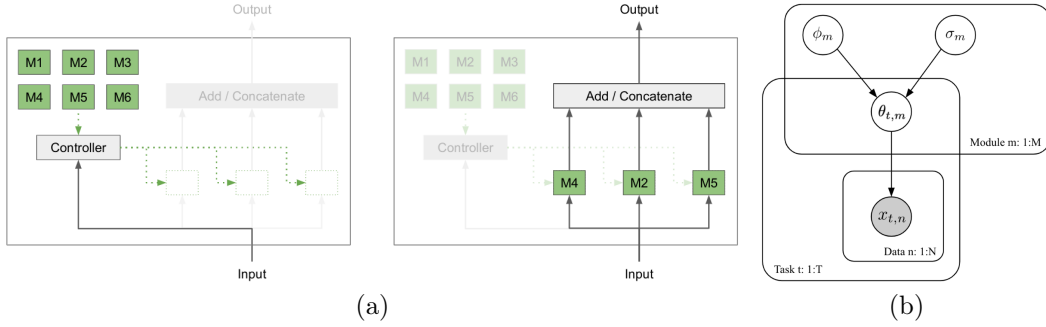 Output
M1 M2 M3
M4 M5 M6
Add / Concatenate
Controller
Input
Output
M1 M2 M3
M4 M5 M6
Add / Concatenate
Controller
M4 M2 M5
Input
(a)
ϕₘ σₘ
θₜ,ₘ
Module m: 1:M
xₜ,ₙ
Data n: 1:N
Task t: 1:T
(b)